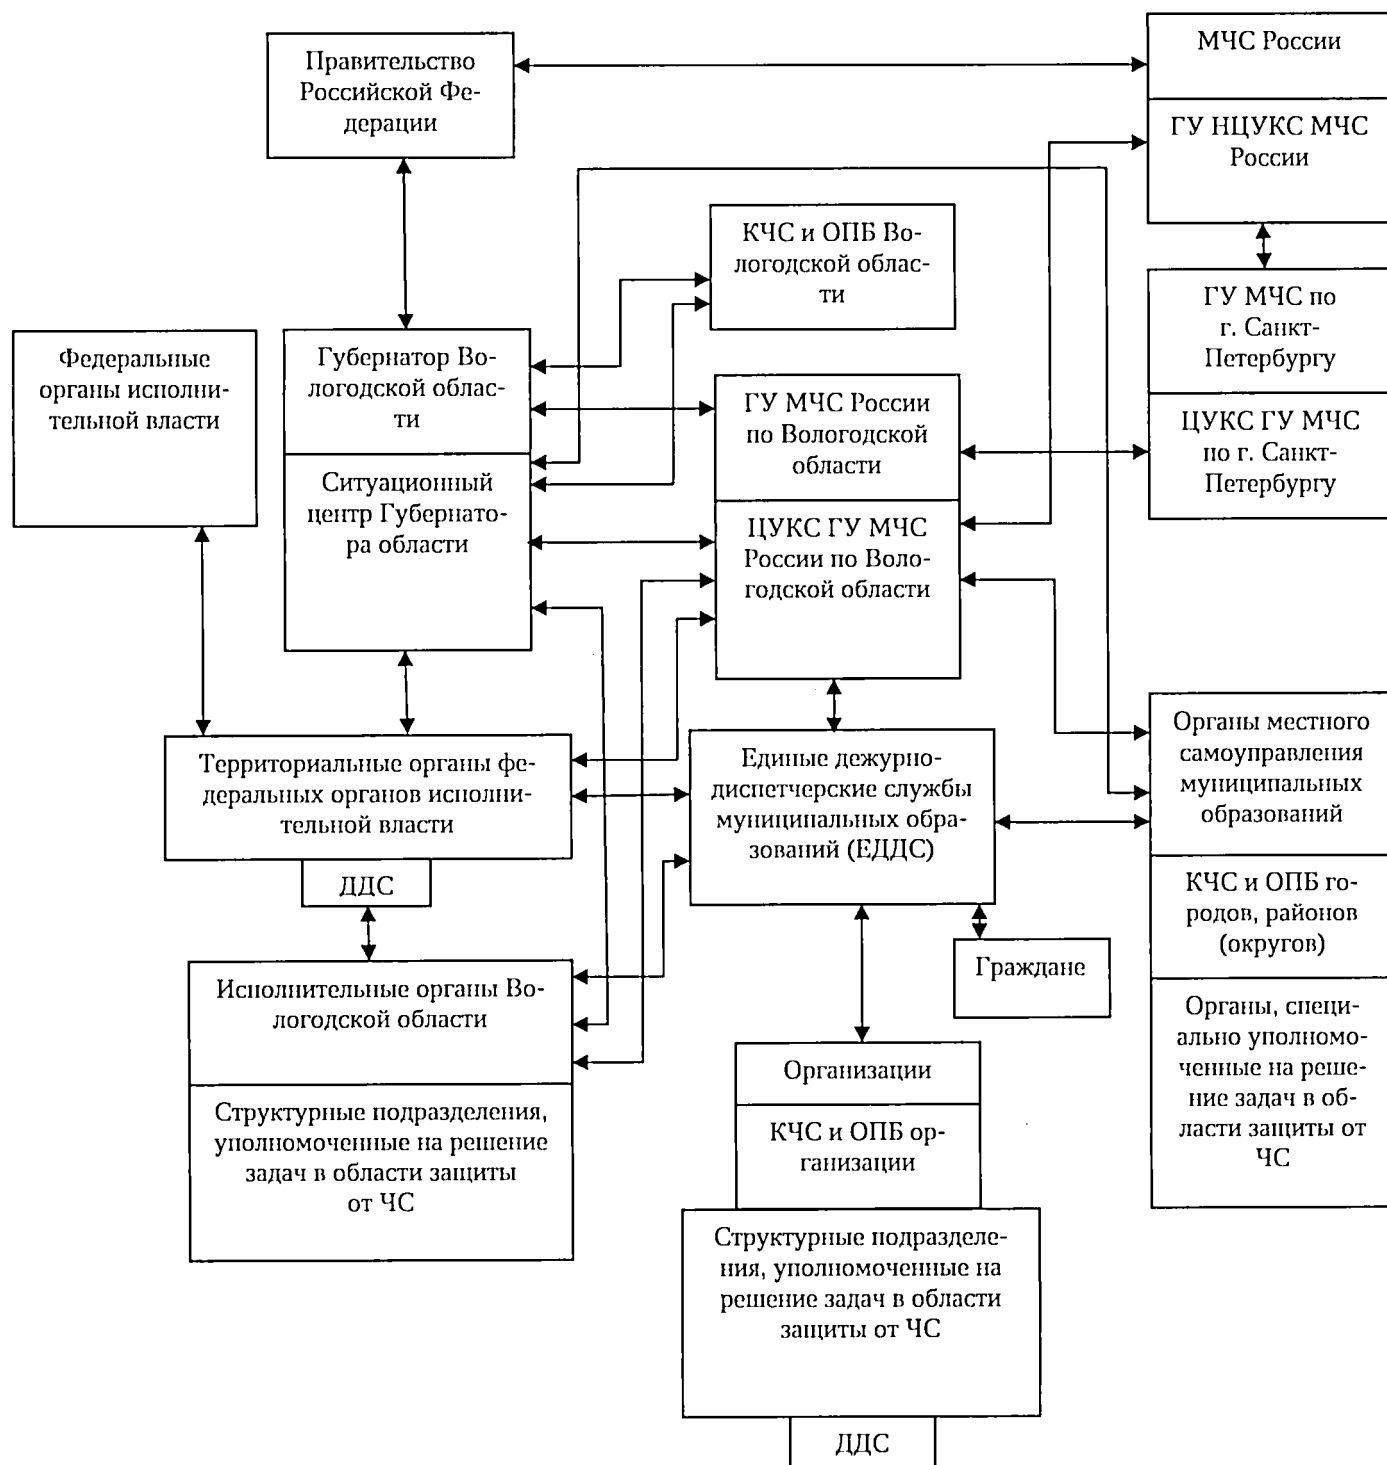 Правительство
Российской Фе-
дерации
МЧС России
ГУ НЦУКС МЧС
России
КЧС и ОПБ Во-
логодской облас-
ти
ГУ МЧС по
г. Санкт-
Петербургу
ЦУКС ГУ МЧС
по г. Санкт-
Петербургу
Федеральные
органы исполни-
тельной власти
Губернатор Во-
логодской облас-
ти
Ситуационный
центр Губернато-
ра области
ГУ МЧС России
по Вологодской
области
ЦУКС ГУ МЧС
России по Воло-
годской области
Территориальные органы фе-
деральных органов исполни-
тельной власти
ДДС
Единые дежурно-
диспетчерские службы
муниципальных обра-
зований (ЕДДС)
Органы местного
самоуправления
муниципальных
образований
КЧС и ОПБ го-
родов, районов
(округов)
Органы, специ-
ально уполномо-
ченные на реше-
ние задач в об-
ласти защиты от
ЧС
Граждане
Исполнительные органы Во-
логодской области
Структурные подразделения,
уполномоченные на решение
задач в области защиты
от ЧС
Организации
КЧС и ОПБ ор-
ганизации
Структурные подразделе-
ния, уполномоченные на
решение задач в области
защиты от ЧС
ДДС